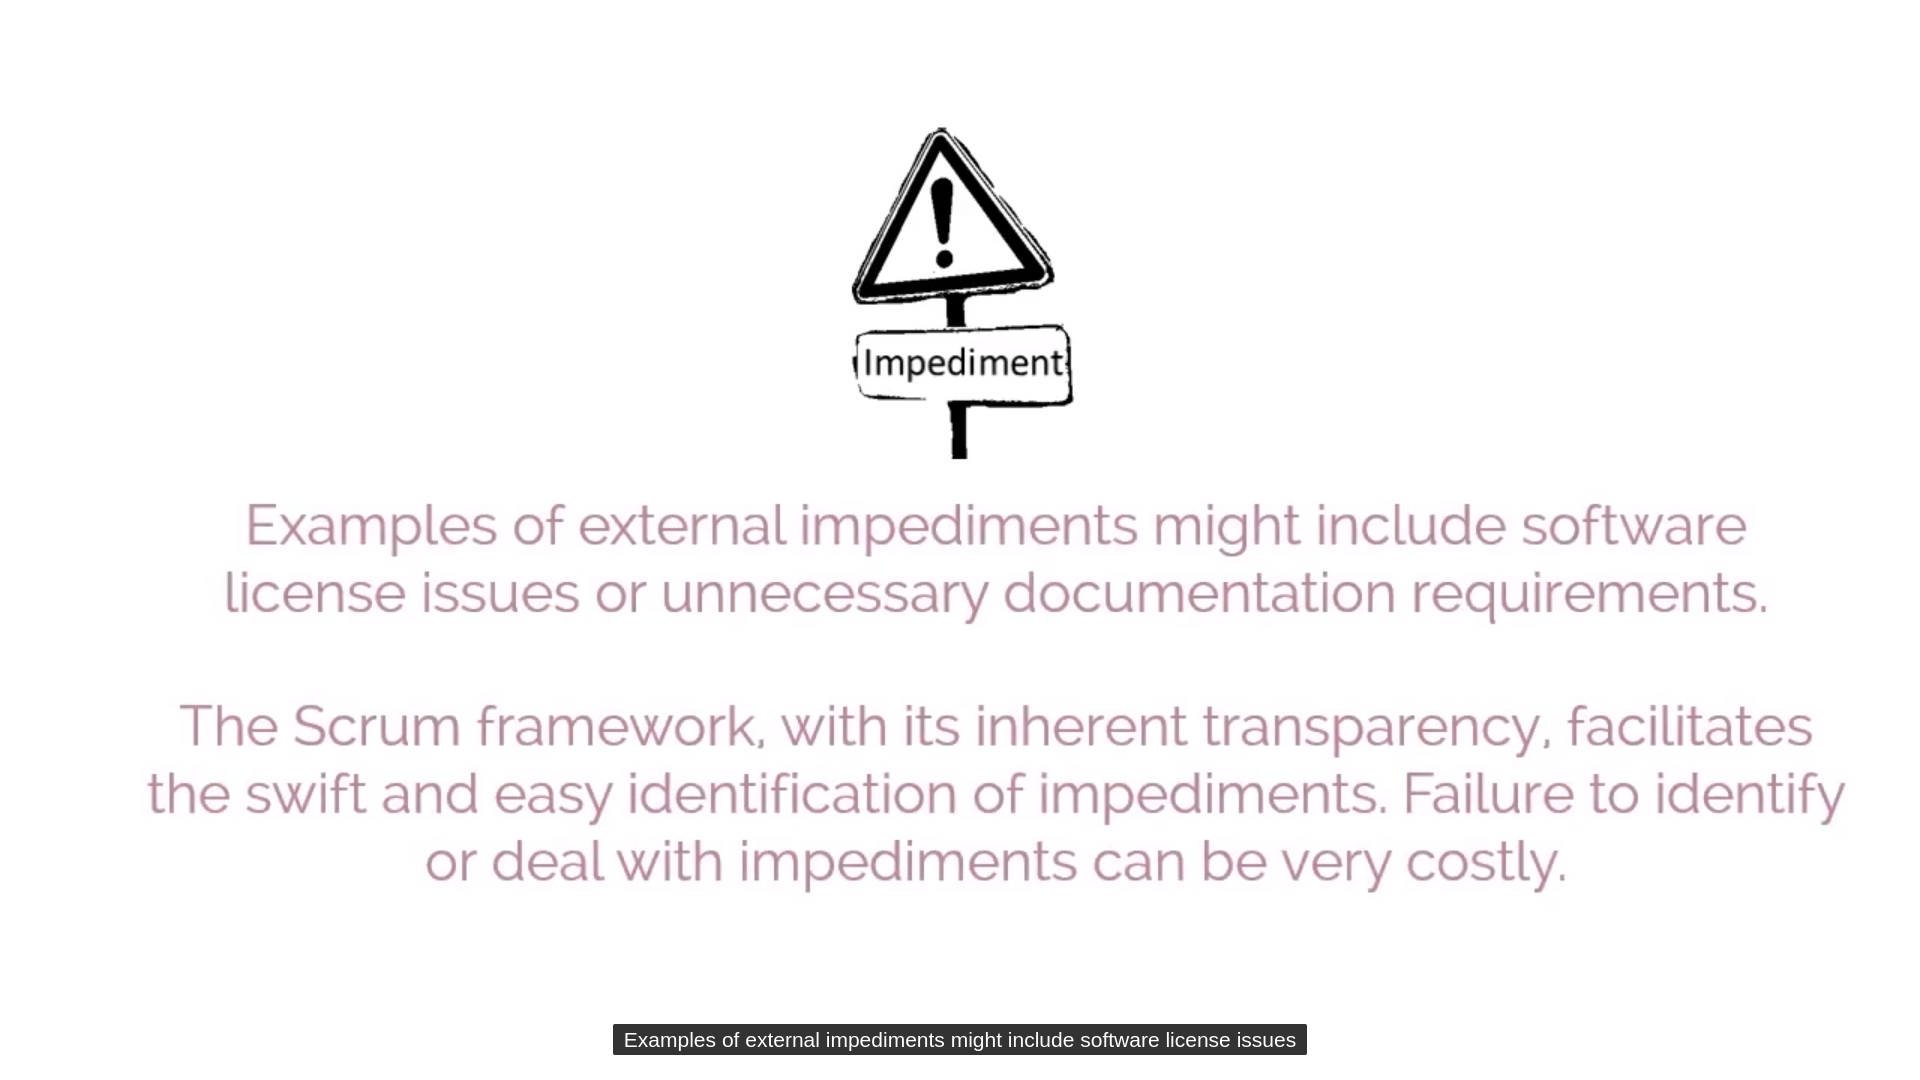 Impediment
Examples of external impediments might include software
license issues or unnecessary documentation requirements.
The Scrum framework, with its inherent transparency, facilitates
the swift and easy identification of impediments. Failure to identify
or deal with impediments can be very costly.
Examples of external impediments might include software license issues